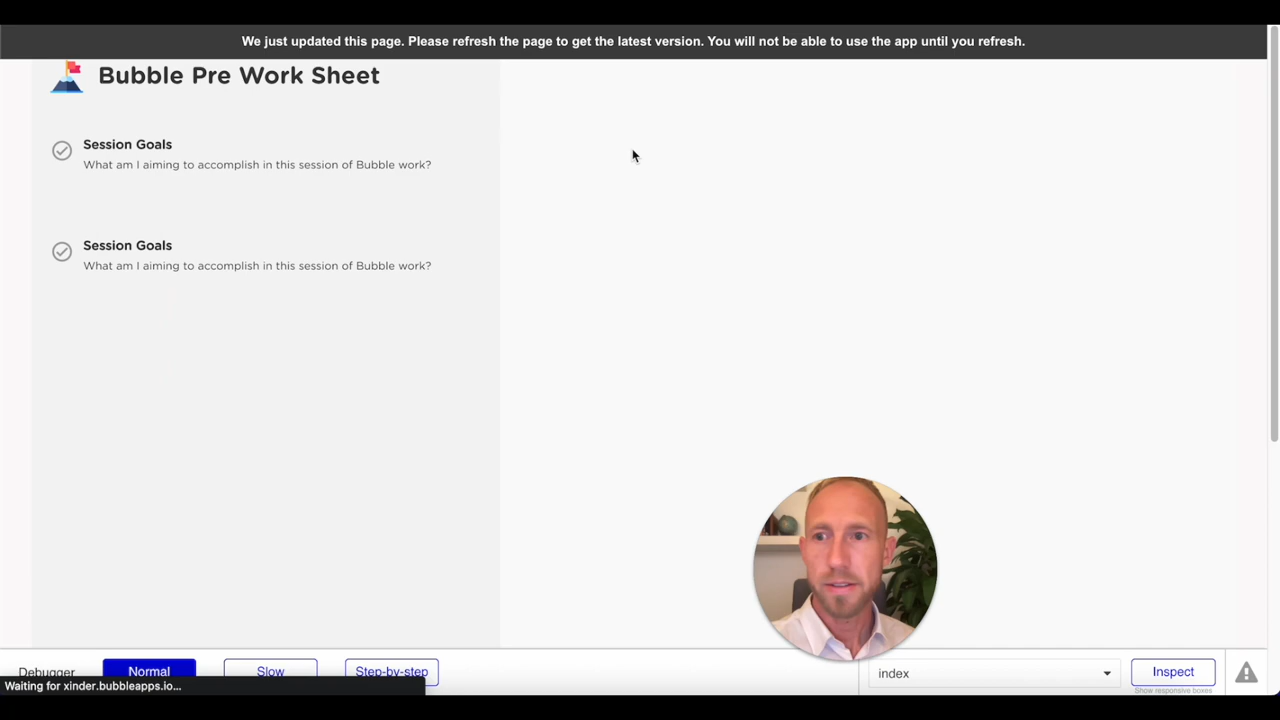 We just updated this page. Please refresh the page to get the latest version. You will not be able to use the app until you refresh.
Bubble Pre Work Sheet
Session Goals
What am I aiming to accomplish in this session of Bubble work?
Session Goals
What am I aiming to accomplish in this session of Bubble work?
Debugger Normal Slow Step-by-step index Inspect
Show responsive boxes
Waiting for xinder.bubbleapps.io...